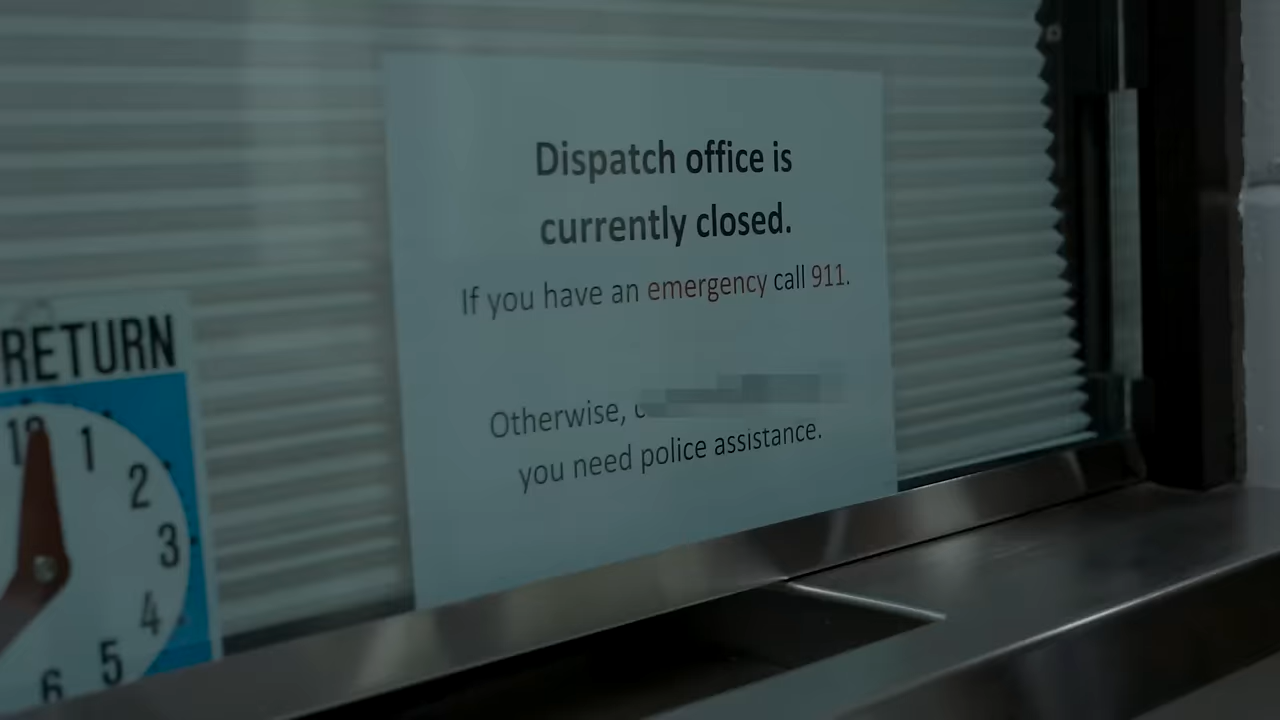 Dispatch office is
currently closed.
If you have an emergency call 911.
Otherwise,
you need police assistance.
RETURN
12
1
2
3
4
5
6